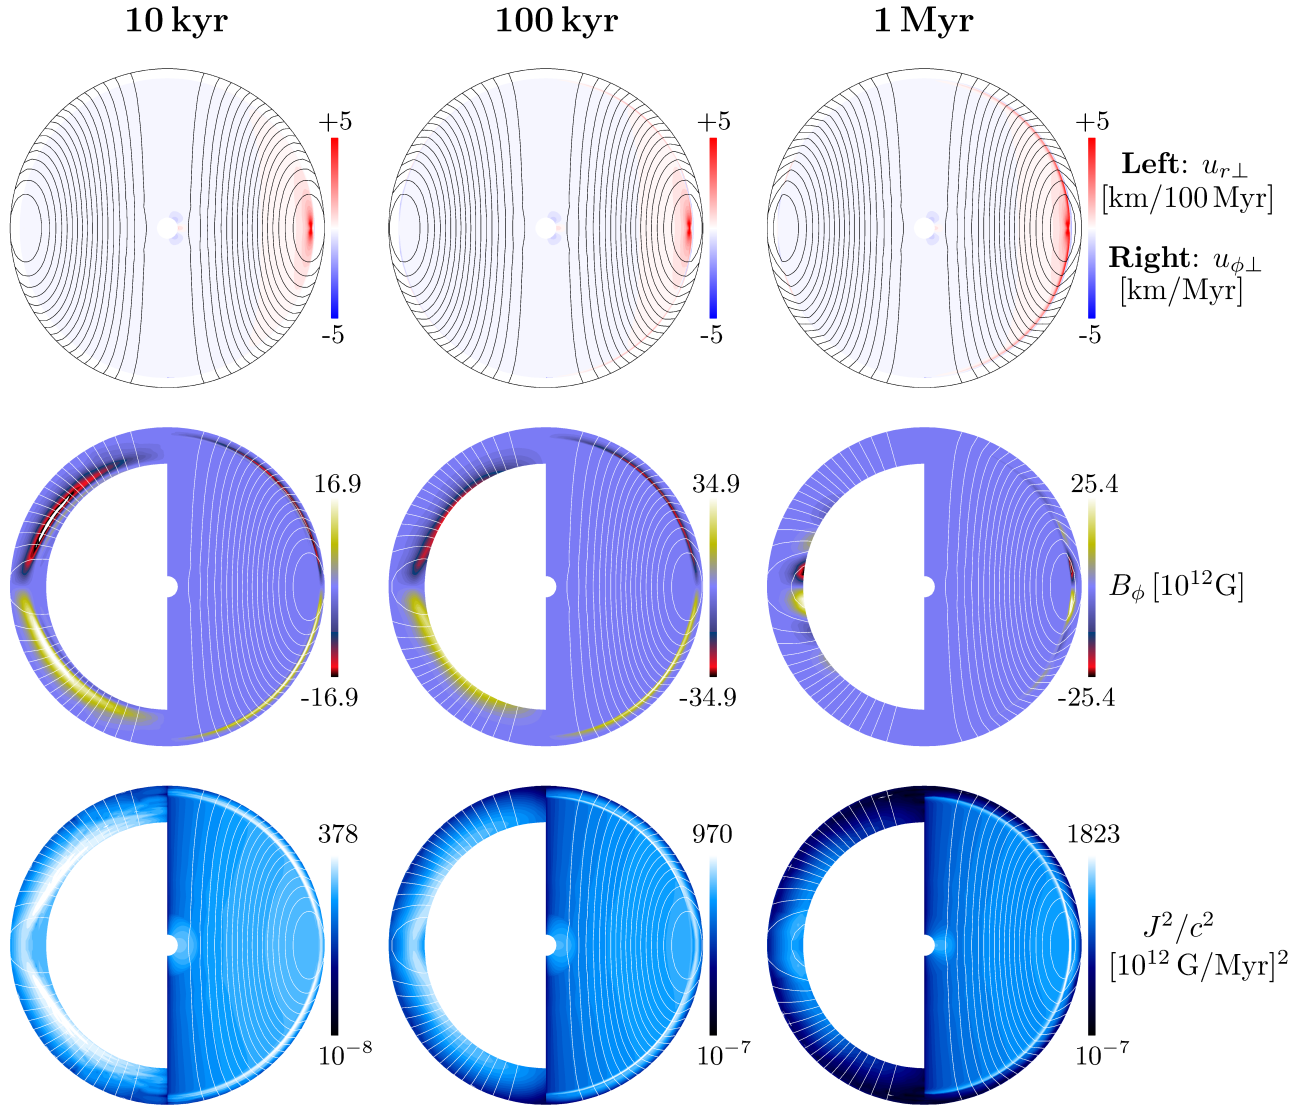 10 kyr
100 kyr
1 Myr
+5
+5
+5
Left: u_{r⊥}
[km/100 Myr]
Right: u_{ϕ⊥}
[km/Myr]
-5
-5
-5
16.9
34.9
25.4
B_ϕ [10^{12}G]
-16.9
-34.9
-25.4
378
970
1823
J^2/c^2
[10^{12} G/Myr]^2
10^{-8}
10^{-7}
10^{-7}